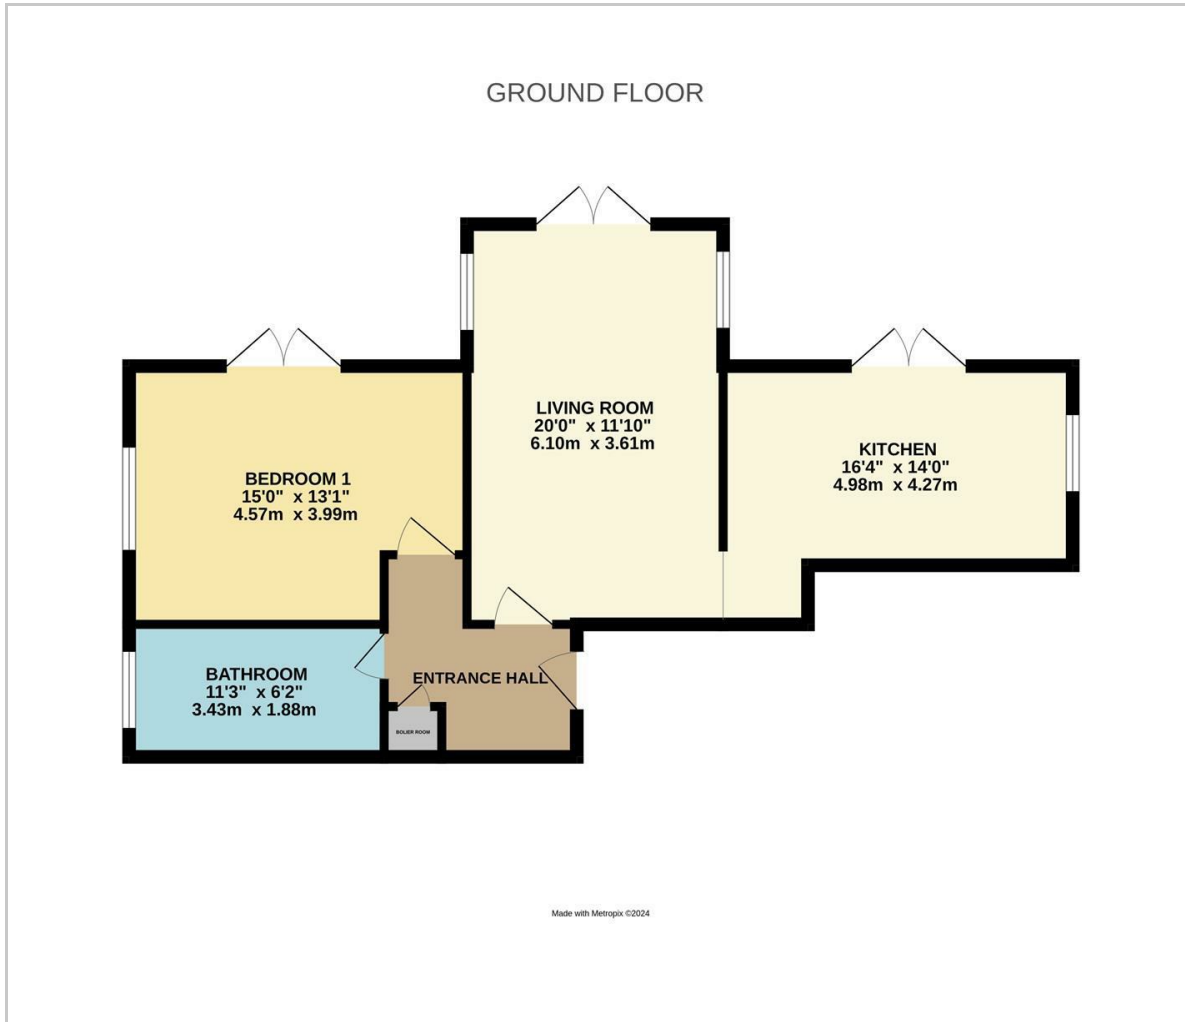 GROUND FLOOR
LIVING ROOM
20'0" x 11'10"
6.10m x 3.61m
KITCHEN
16'4" x 14'0"
4.98m x 4.27m
BEDROOM 1
15'0" x 13'1"
4.57m x 3.99m
BATHROOM
11'3" x 6'2"
3.43m x 1.88m
ENTRANCE HALL
BOLIER ROOM
Made with Metropix ©2024